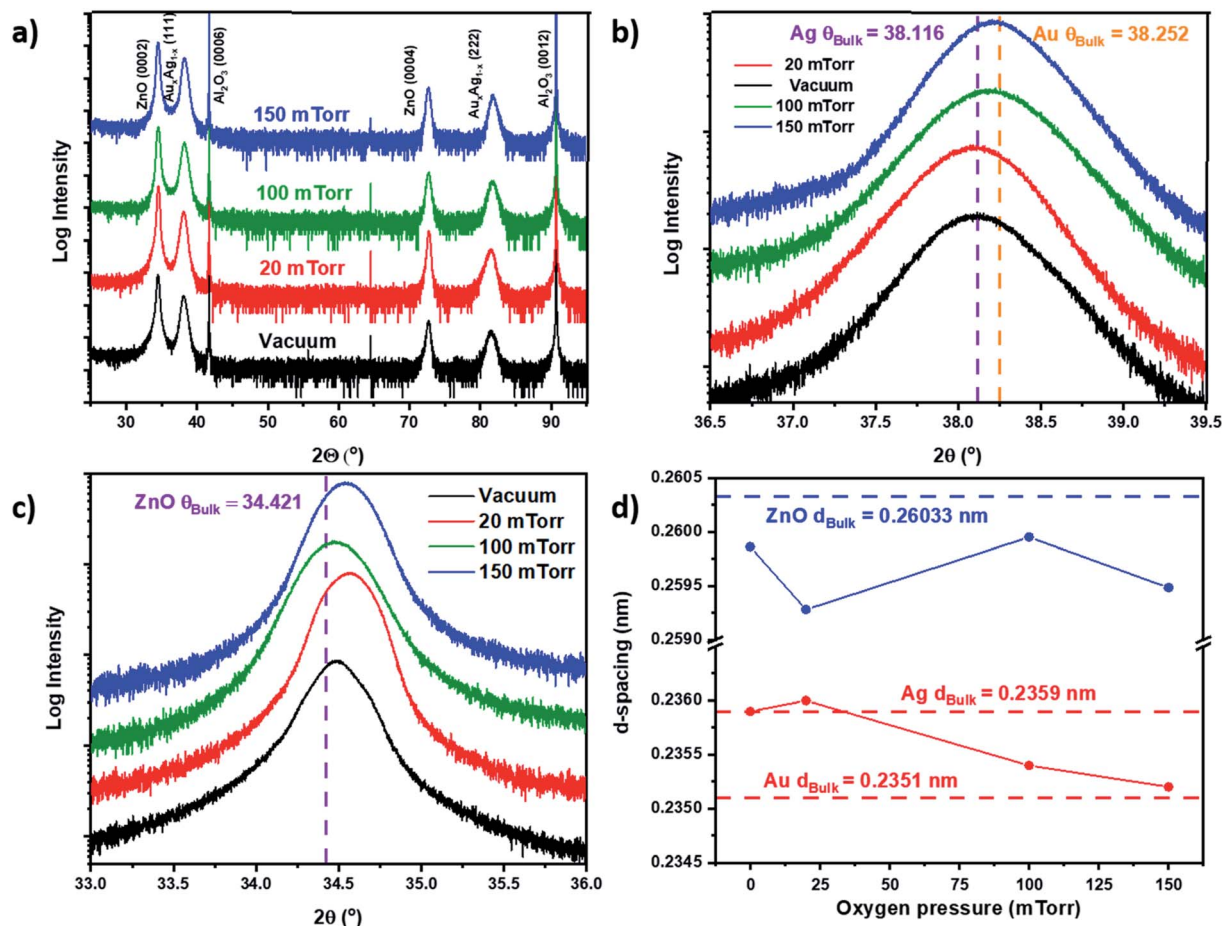 a)
ZnO (0002)
AuxAg1-x (111)
Al2O3 (0006)
ZnO (0004)
AuxAg1-x (222)
Al2O3 (0012)
150 mTorr
100 mTorr
20 mTorr
Vacuum
Log Intensity
30 40 50 60 70 80 90
2Θ (°)
b)
Ag θBulk = 38.116
Au θBulk = 38.252
20 mTorr
Vacuum
100 mTorr
150 mTorr
Log Intensity
36.5 37.0 37.5 38.0 38.5 39.0 39.5
2θ (°)
c)
ZnO θBulk = 34.421
Vacuum
20 mTorr
100 mTorr
150 mTorr
Log Intensity
33.0 33.5 34.0 34.5 35.0 35.5 36.0
2θ (°)
d)
0.2605
ZnO dBulk = 0.26033 nm
0.2600
0.2595
0.2590
0.2360
Ag dBulk = 0.2359 nm
0.2355
Au dBulk = 0.2351 nm
0.2350
0.2345
d-spacing (nm)
0 25 50 75 100 125 150
Oxygen pressure (mTorr)